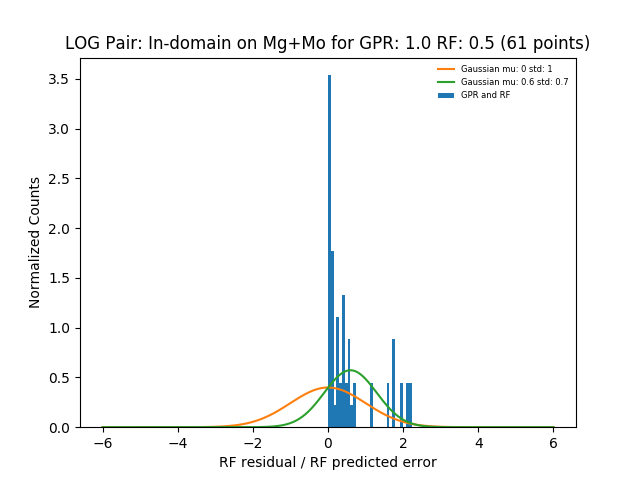 LOG Pair: In-domain on Mg+Mo for GPR: 1.0 RF: 0.5 (61 points)
Gaussian mu: 0 std: 1
Gaussian mu: 0.6 std: 0.7
GPR and RF
Normalized Counts
3.5
3.0
2.5
2.0
1.5
1.0
0.5
0.0
−6 −4 −2 0 2 4 6
RF residual / RF predicted error